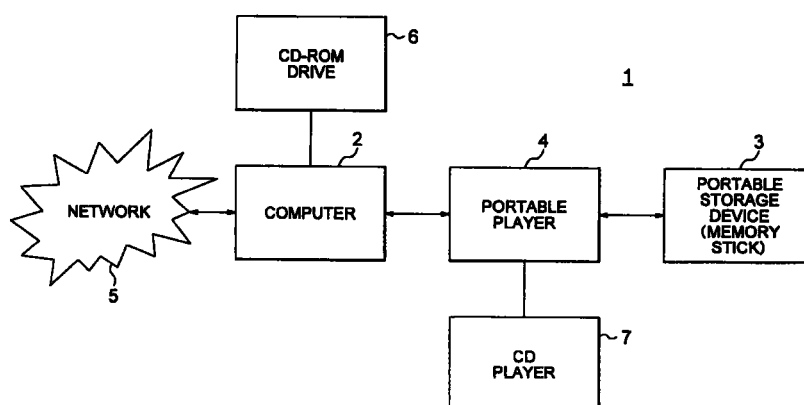 CD-ROM
DRIVE
6
1
NETWORK
5
COMPUTER
2
PORTABLE
PLAYER
4
PORTABLE
STORAGE
DEVICE
(MEMORY
STICK)
3
CD
PLAYER
7